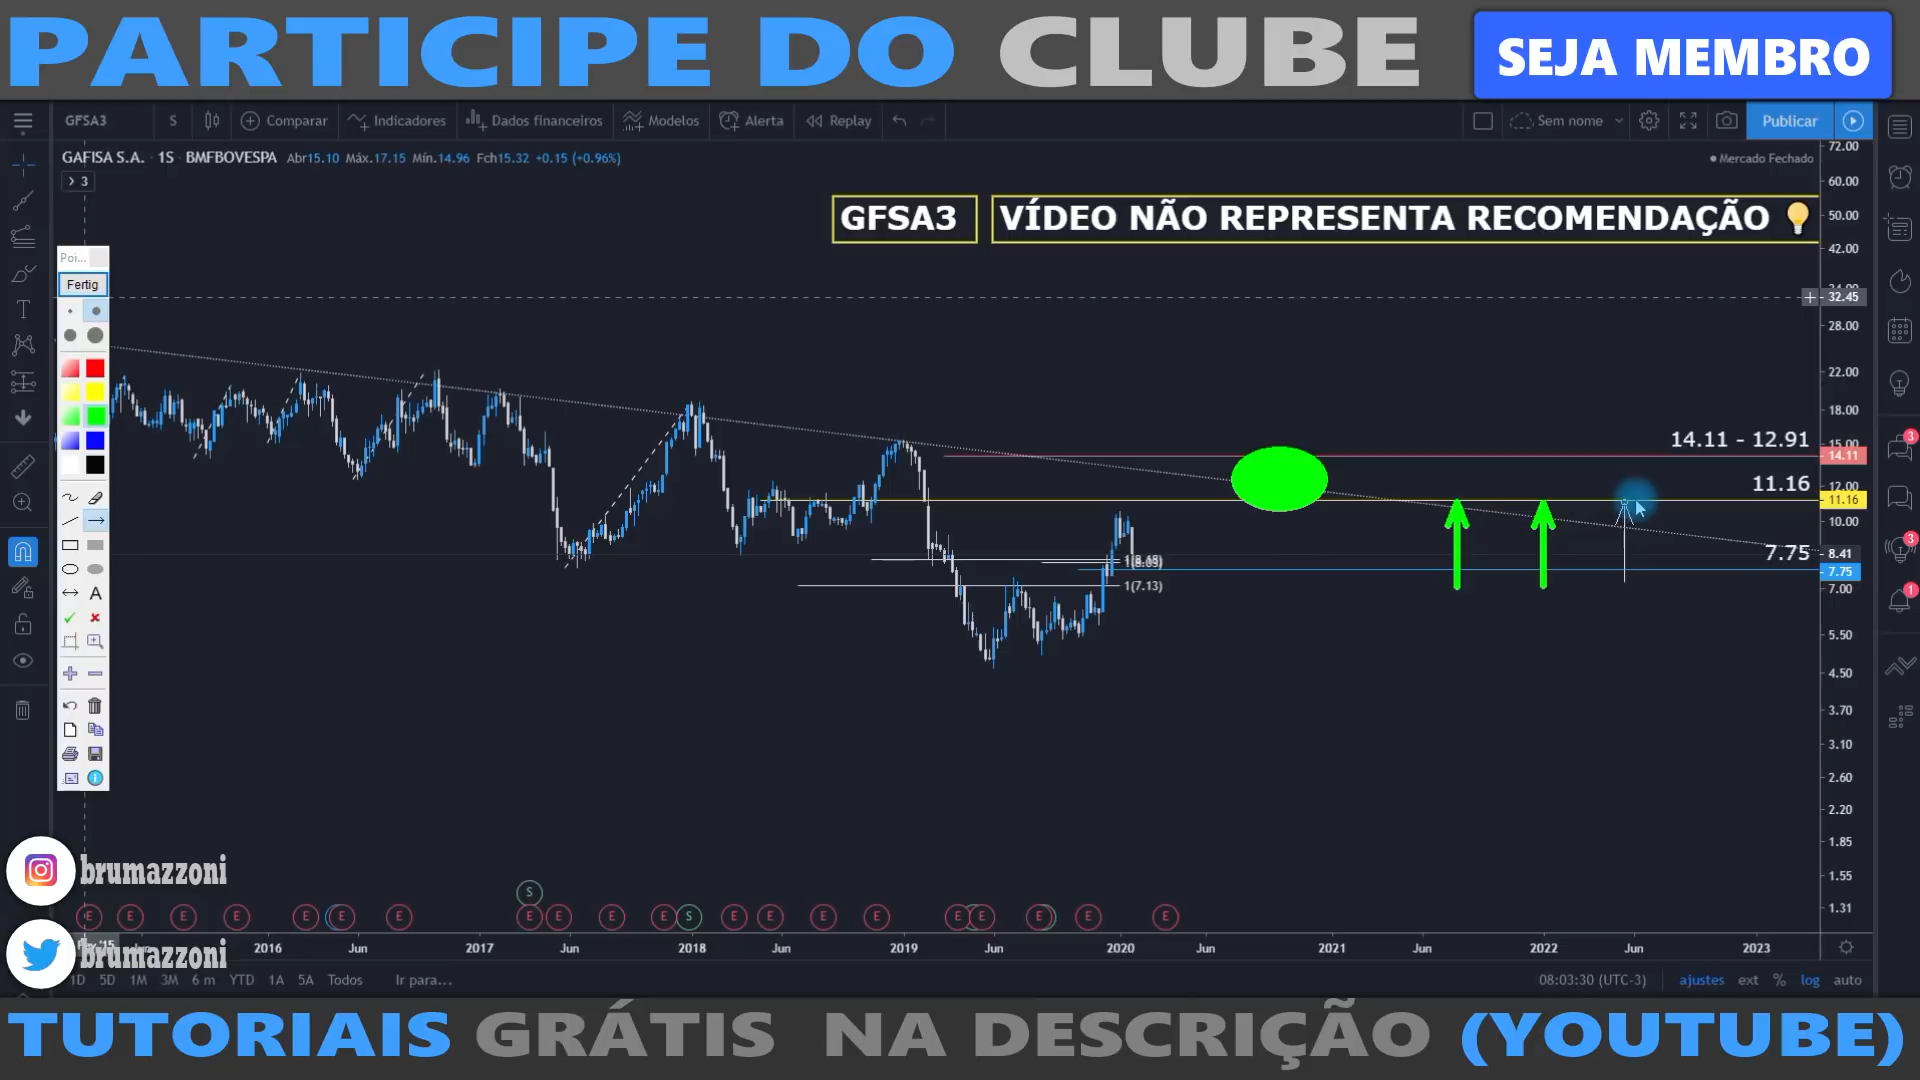 PARTICIPE DO CLUBE
SEJA MEMBRO
GFSA3
S
Comparar
Indicadores
Dados financeiros
Modelos
Alerta
Replay
Sem nome
Publicar
GAFISA S.A. · 1S BMFBOVESPA Abr15.10 Máx.17.15 Mín.14.96 Fch15.32 +0.15 (+0.96%)
Mercado Fechado
3
GFSA3
VÍDEO NÃO REPRESENTA RECOMENDAÇÃO
Poi...
Fertig
A
72.00
60.00
50.00
42.00
32.45
28.00
22.00
18.00
15.00
14.11
12.00
11.16
10.00
8.41
7.75
7.00
5.50
4.50
3.70
3.10
2.60
2.20
1.85
1.55
1.31
14.11 - 12.91
11.16
7.75
1(7.13)
3
3
1
brumazzoni
brumazzoni
S
E E E E E E E E E E E S E E E E E E E E E
2016 Jun 2017 Jun 2018 Jun 2019 Jun 2020 Jun 2021 Jun 2022 Jun 2023
1D 5D 1M 3M 6 m YTD 1A 5A Todos Ir para...
08:03:30 (UTC-3) ajustes ext % log auto
TUTORIAIS GRÁTIS NA DESCRIÇÃO (YOUTUBE)